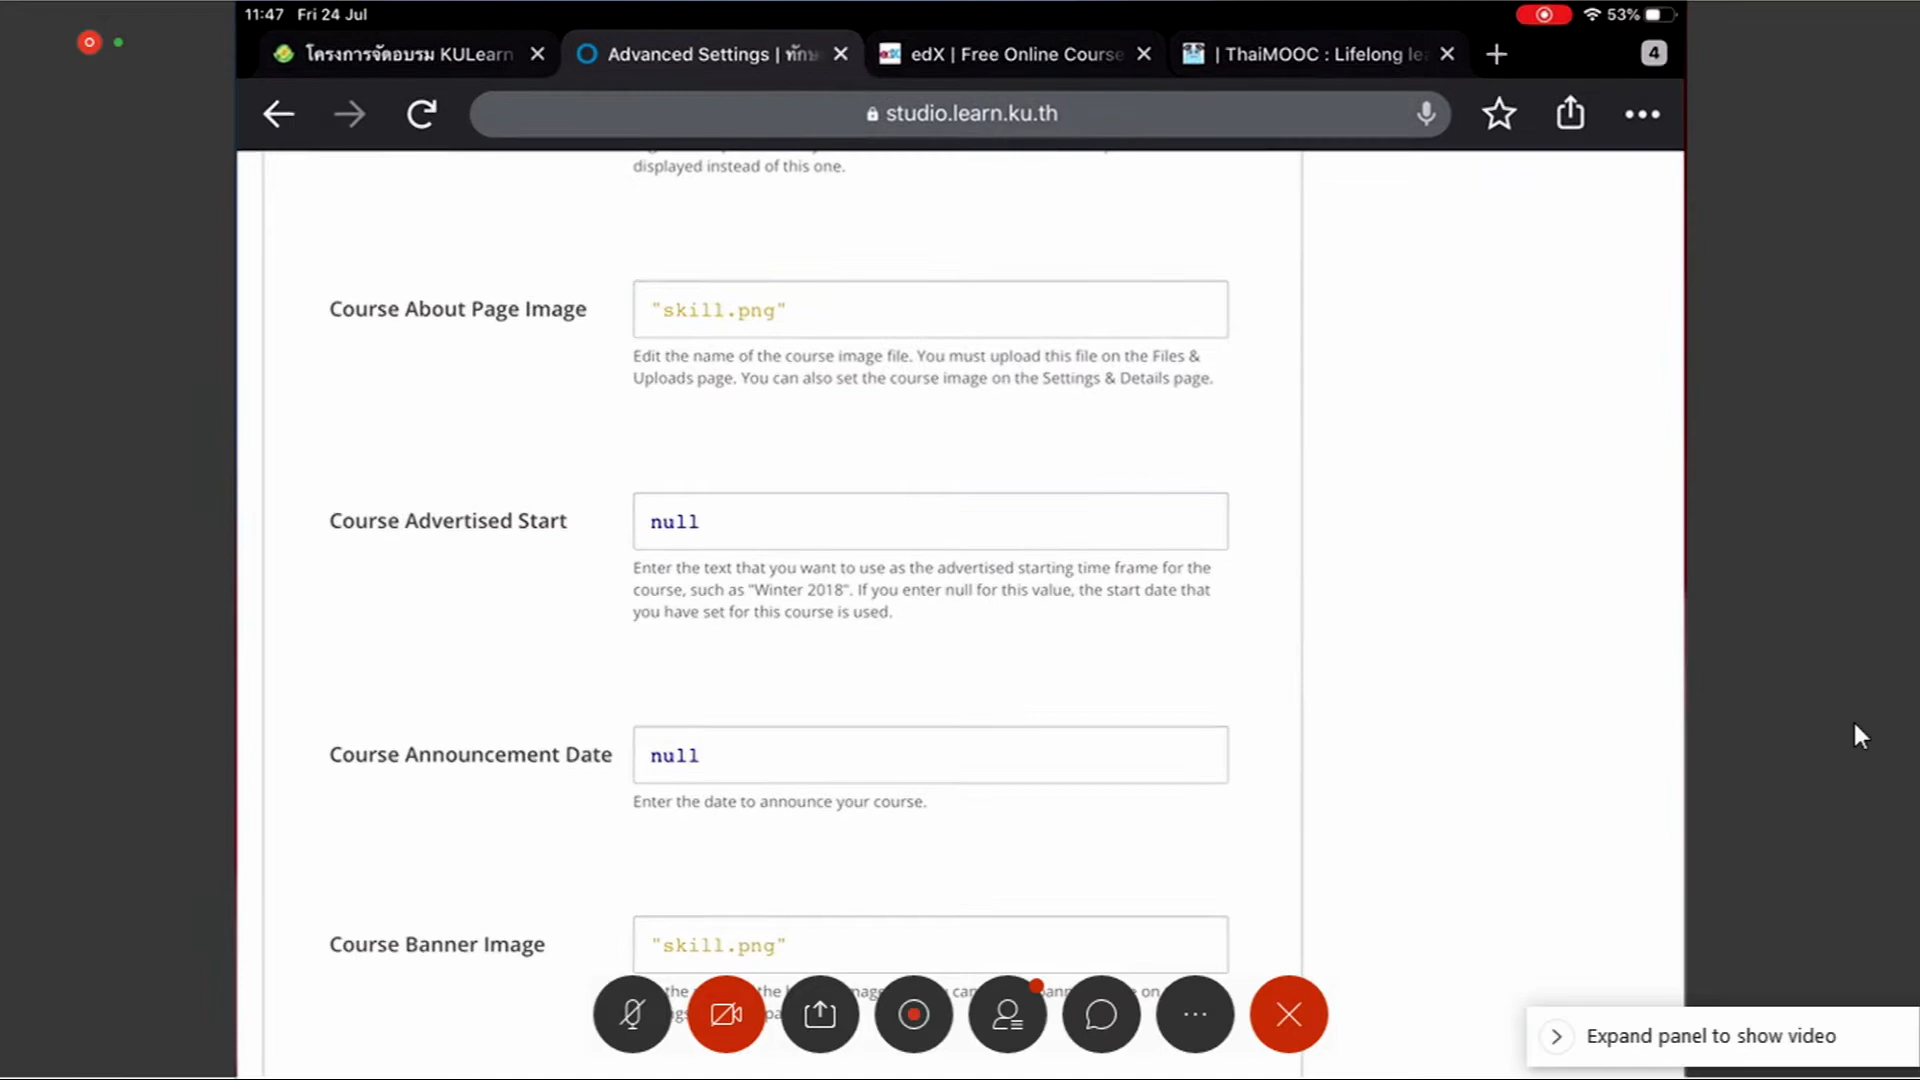 11:47 Fri 24 Jul
53%
โครงการจัดอบรม KULearn
Advanced Settings | ทักษ
edX | Free Online Course
| ThaiMOOC : Lifelong le
4
studio.learn.ku.th
displayed instead of this one.
Course About Page Image
"skill.png"
Edit the name of the course image file. You must upload this file on the Files &
Uploads page. You can also set the course image on the Settings & Details page.
Course Advertised Start
null
Enter the text that you want to use as the advertised starting time frame for the
course, such as "Winter 2018". If you enter null for this value, the start date that
you have set for this course is used.
Course Announcement Date
null
Enter the date to announce your course.
Course Banner Image
"skill.png"
Expand panel to show video